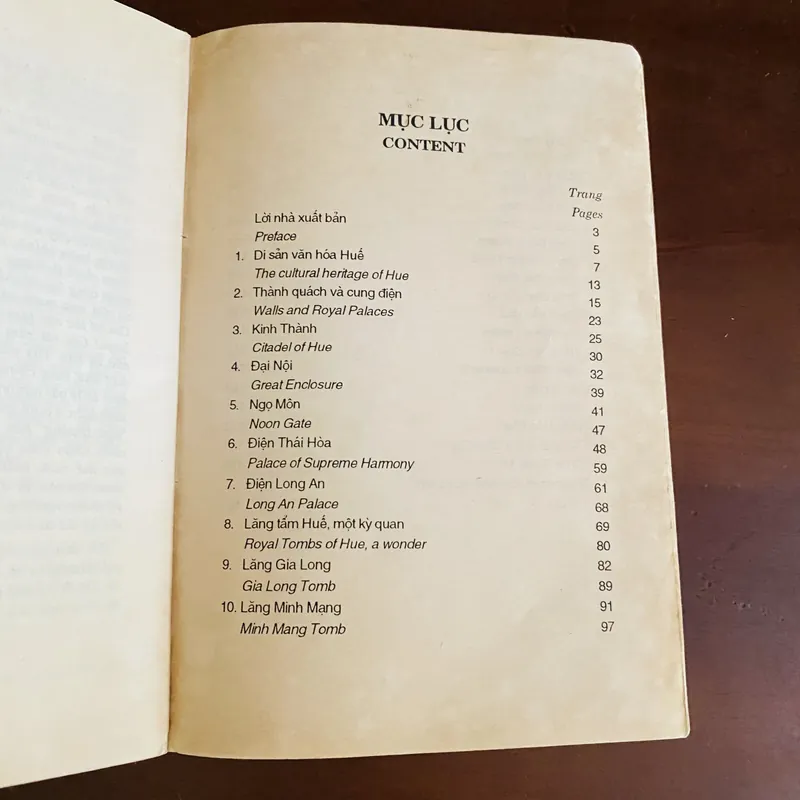 MỤC LỤC
CONTENT
Trang
Pages
Lời nhà xuất bản 3
Preface 5
1. Di sản văn hóa Huế 7
The cultural heritage of Hue 13
2. Thành quách và cung điện 15
Walls and Royal Palaces 23
3. Kinh Thành 25
Citadel of Hue 30
4. Đại Nội 32
Great Enclosure 39
5. Ngọ Môn 41
Noon Gate 47
6. Điện Thái Hòa 48
Palace of Supreme Harmony 59
7. Điện Long An 61
Long An Palace 68
8. Lăng tẩm Huế, một kỳ quan 69
Royal Tombs of Hue, a wonder 80
9. Lăng Gia Long 82
Gia Long Tomb 89
10. Lăng Minh Mạng 91
Minh Mang Tomb 97